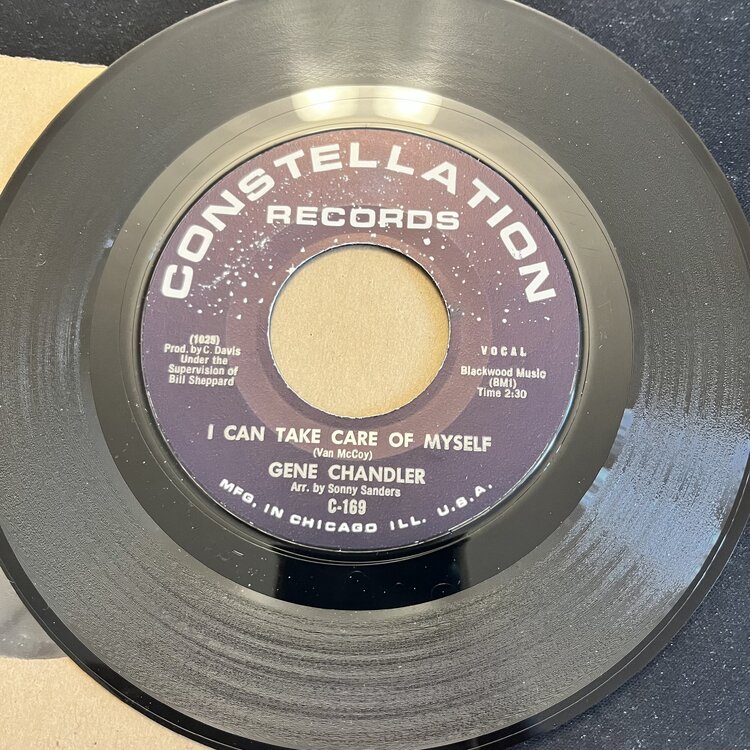 CONSTELLATION
RECORDS
(1025)
Prod. by C. Davis
Under the
Supervision of
Bill Sheppard
VOCAL
Blackwood Music
(BMI)
Time 2:30
I CAN TAKE CARE OF MYSELF
(Van McCoy)
GENE CHANDLER
Arr. by Sonny Sanders
C-169
MFG. IN CHICAGO ILL. U.S.A.